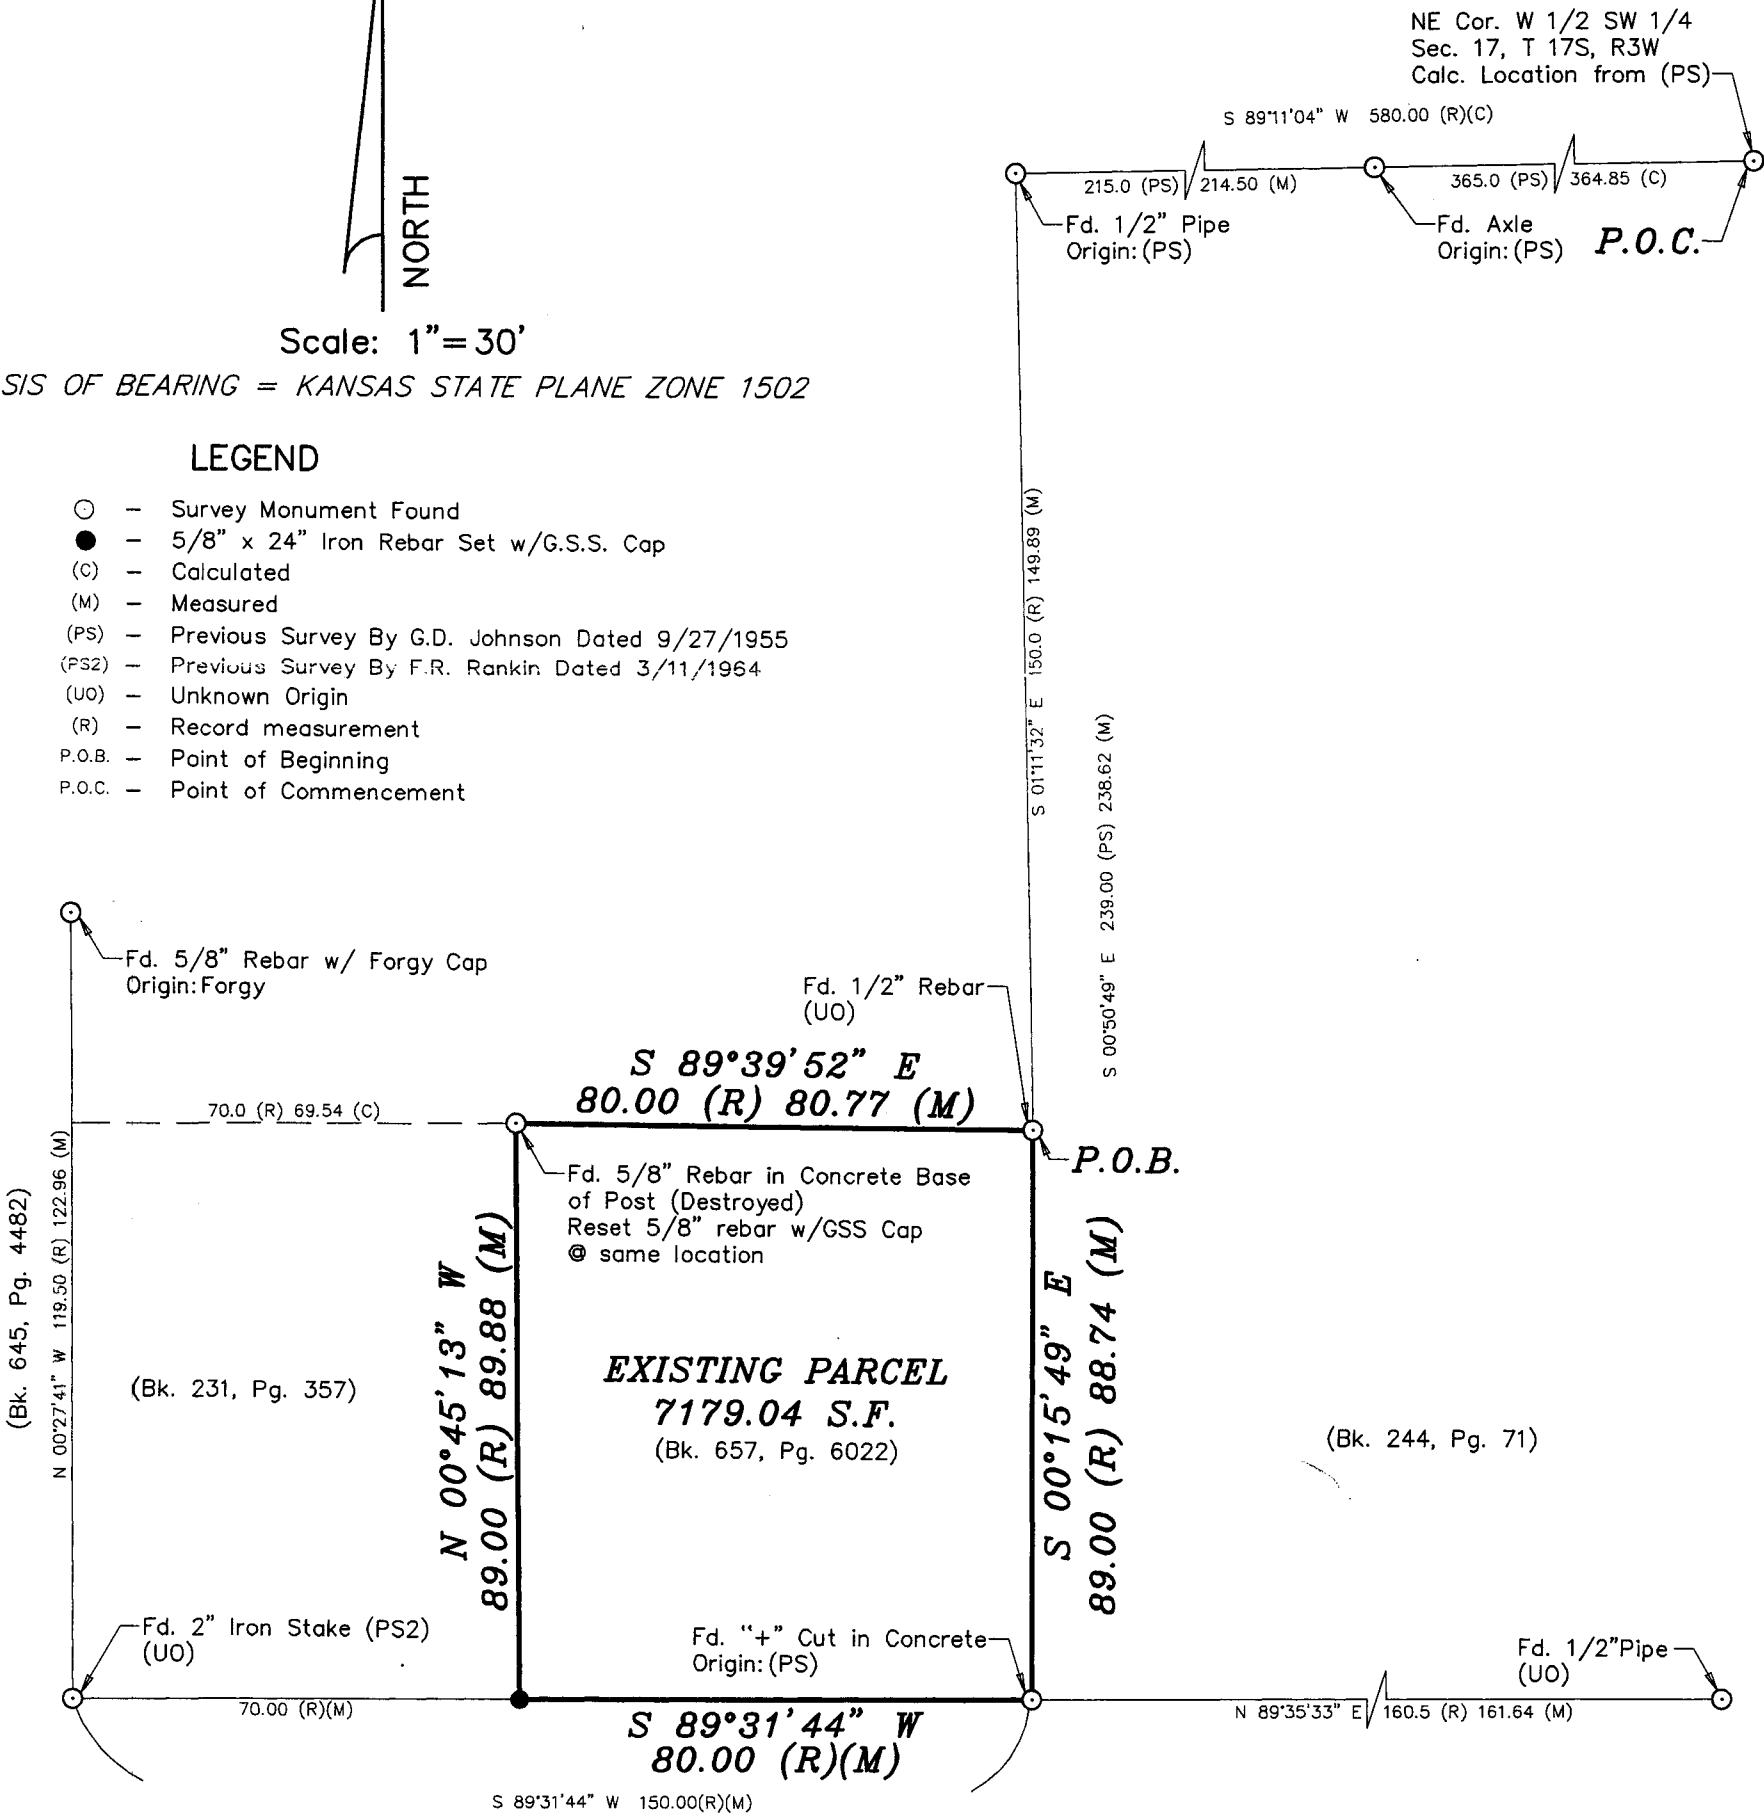 NE Cor. W 1/2 SW 1/4
Sec. 17, T 17S, R3W
Calc. Location from (PS)
S 89°11'04" W 580.00 (R)(C)
215.0 (PS) 214.50 (M)
365.0 (PS) 364.85 (C)
Fd. 1/2" Pipe
Origin: (PS)
Fd. Axle
Origin: (PS)
P.O.C.
NORTH
Scale: 1"=30'
SIS OF BEARING = KANSAS STATE PLANE ZONE 1502
LEGEND
– Survey Monument Found
– 5/8" x 24" Iron Rebar Set w/G.S.S. Cap
(C) – Calculated
(M) – Measured
(PS) – Previous Survey By G.D. Johnson Dated 9/27/1955
(PS2) – Previous Survey By F.R. Rankin Dated 3/11/1964
(UO) – Unknown Origin
(R) – Record measurement
P.O.B. – Point of Beginning
P.O.C. – Point of Commencement
S 01°11'32" E 150.0 (R) 149.89 (M)
S 00°50'49" E 239.00 (PS) 238.62 (M)
Fd. 5/8" Rebar w/ Forgy Cap
Origin: Forgy
Fd. 1/2" Rebar
(UO)
S 89°39'52" E
80.00 (R) 80.77 (M)
70.0 (R) 69.54 (C)
P.O.B.
Fd. 5/8" Rebar in Concrete Base
of Post (Destroyed)
Reset 5/8" rebar w/GSS Cap
@ same location
(Bk. 645, Pg. 4482)
N 00°27'41" W 119.50 (R) 122.96 (M)
(Bk. 231, Pg. 357)
N 00°45'13" W
89.00 (R) 89.88 (M)
EXISTING PARCEL
7179.04 S.F.
(Bk. 657, Pg. 6022)
S 00°15'49" E
89.00 (R) 88.74 (M)
(Bk. 244, Pg. 71)
Fd. 2" Iron Stake (PS2)
(UO)
Fd. "+" Cut in Concrete
Origin: (PS)
Fd. 1/2"Pipe
(UO)
70.00 (R)(M)
S 89°31'44" W
80.00 (R)(M)
N 89°35'33" E 160.5 (R) 161.64 (M)
S 89°31'44" W 150.00(R)(M)